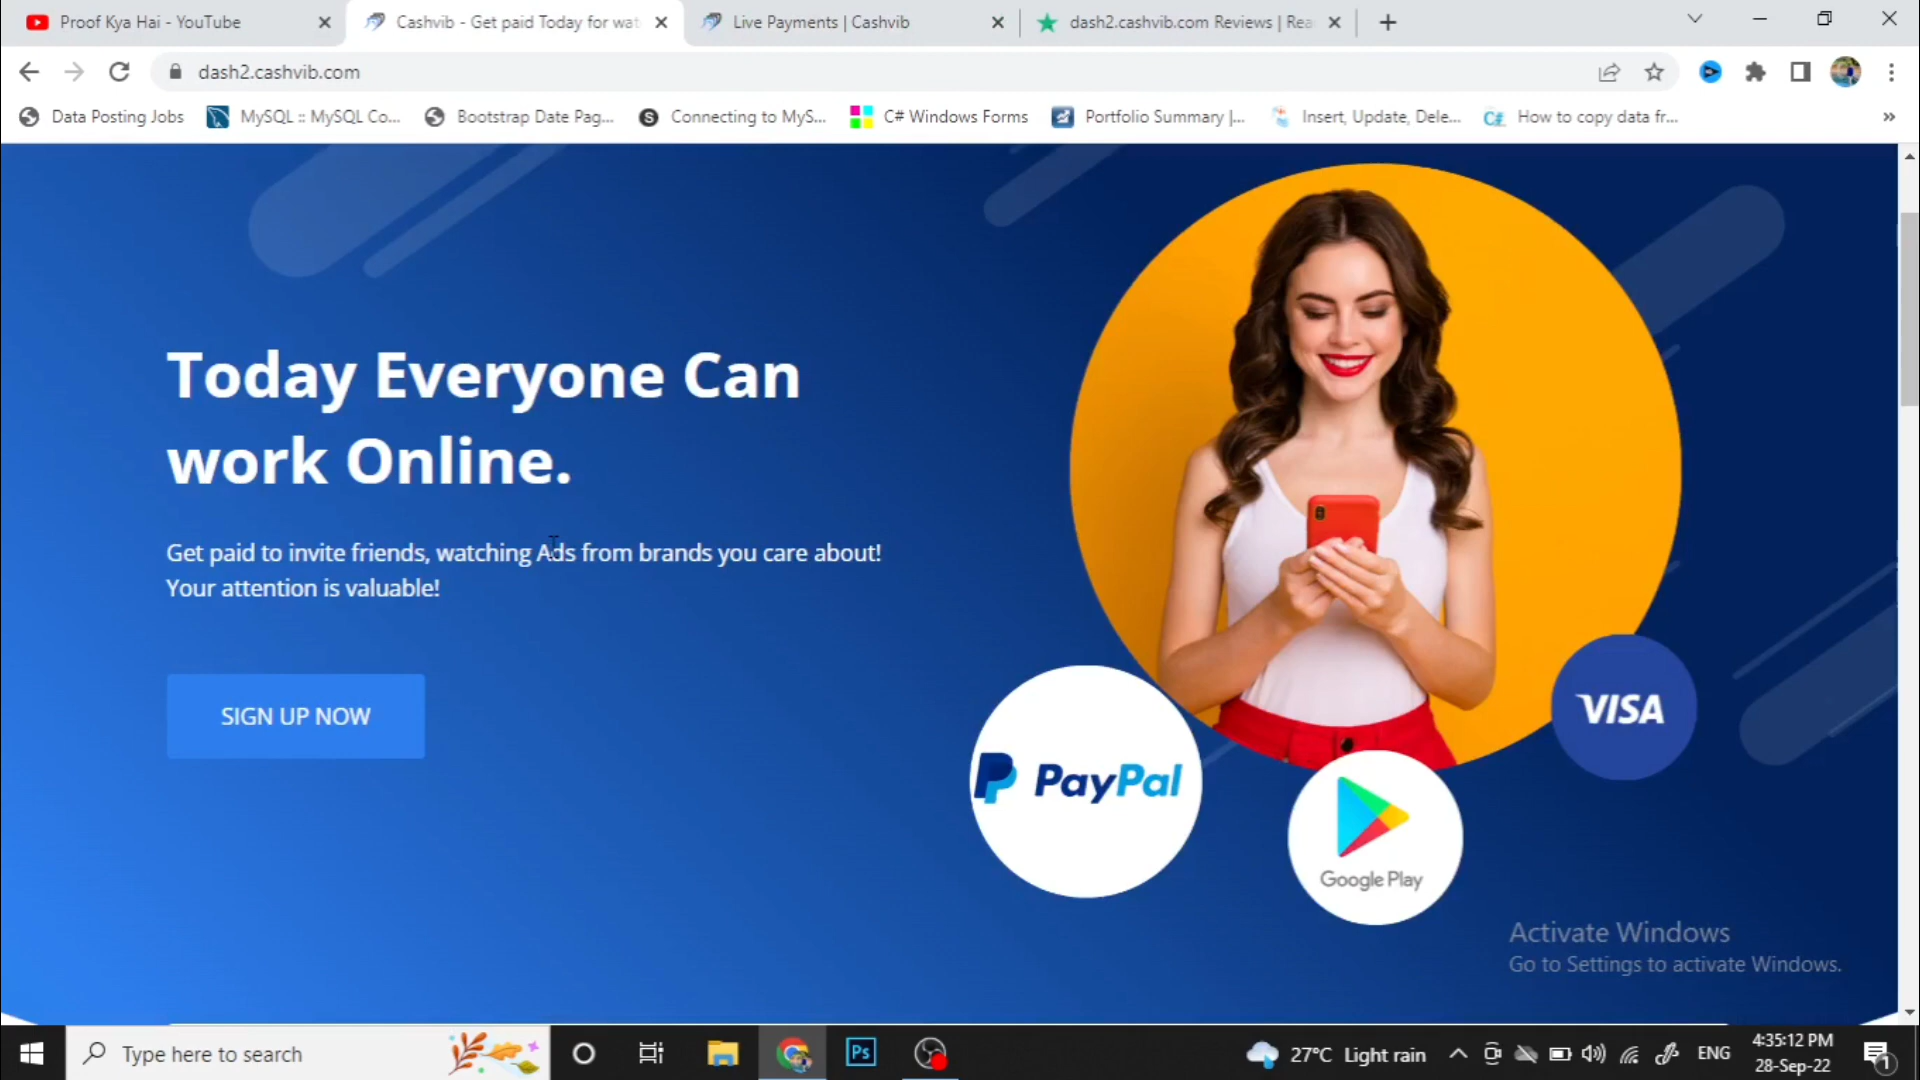 Proof Kya Hai - YouTube
Cashvib - Get paid Today for wat
Live Payments | Cashvib
dash2.cashvib.com Reviews | Rea
dash2.cashvib.com
Data Posting Jobs
MySQL :: MySQL Co...
Bootstrap Date Pag...
Connecting to MyS...
C# Windows Forms
Portfolio Summary |...
Insert, Update, Dele...
How to copy data fr...
Today Everyone Can
work Online.
Get paid to invite friends, watching Ads from brands you care about!
Your attention is valuable!
SIGN UP NOW
VISA
PayPal
Google Play
Activate Windows
Go to Settings to activate Windows.
Type here to search
Ps
27°C Light rain
ENG
4:35:12 PM
28-Sep-22
1